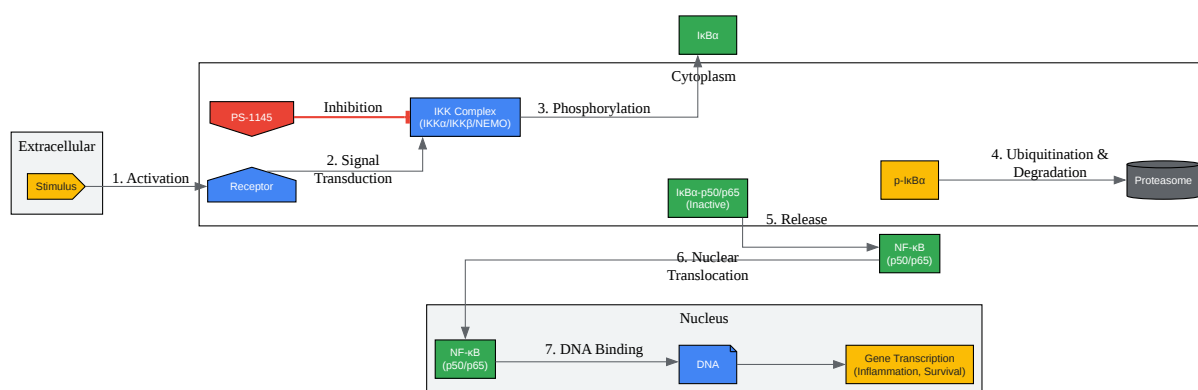 IκBα
Cytoplasm
PS-1145
Inhibition
IKK Complex
(IKKα/IKKβ/NEMO)
3. Phosphorylation
Extracellular
Stimulus
1. Activation
Receptor
2. Signal
Transduction
IκBα-p50/p65
(Inactive)
p-IκBα
4. Ubiquitination &
Degradation
Proteasome
5. Release
NF-κB
(p50/p65)
6. Nuclear
Translocation
Nucleus
NF-κB
(p50/p65)
7. DNA Binding
DNA
Gene Transcription
(Inflammation, Survival)